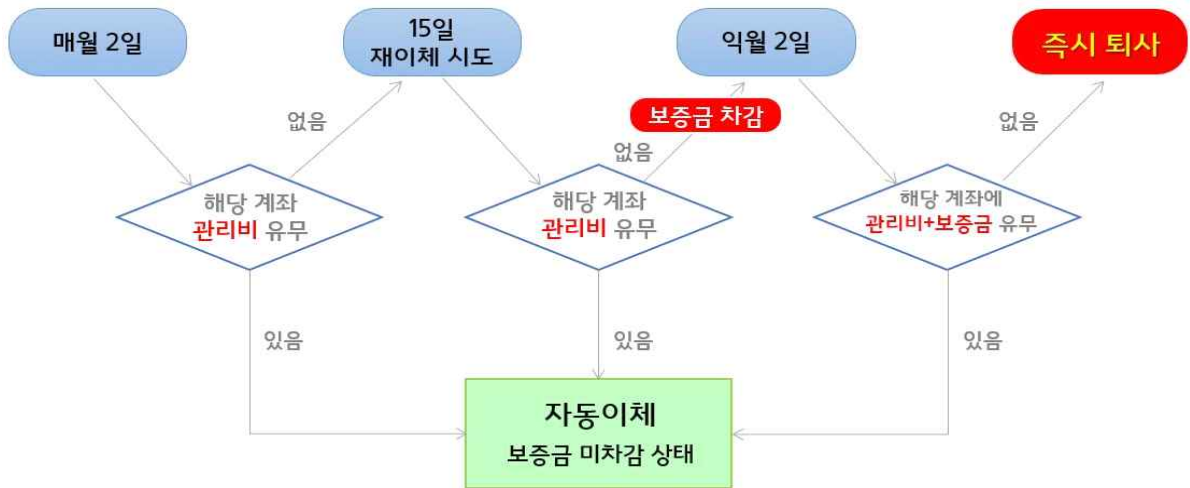 매월 2일
15일
재이체 시도
익월 2일
즉시 퇴사
없음
보증금 차감
없음
없음
해당 계좌
관리비 유무
해당 계좌
관리비 유무
해당 계좌에
관리비+보증금 유무
있음
있음
있음
자동이체
보증금 미차감 상태